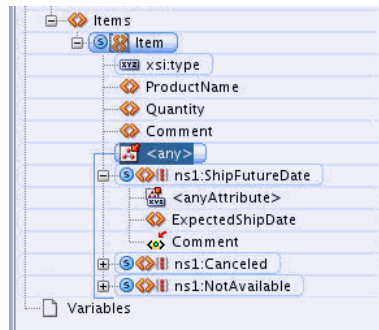 Items
Item
xsi:type
ProductName
Quantity
Comment
<any>
ns1:ShipFutureDate
<anyAttribute>
ExpectedShipDate
Comment
ns1:Canceled
ns1:NotAvailable
Variables